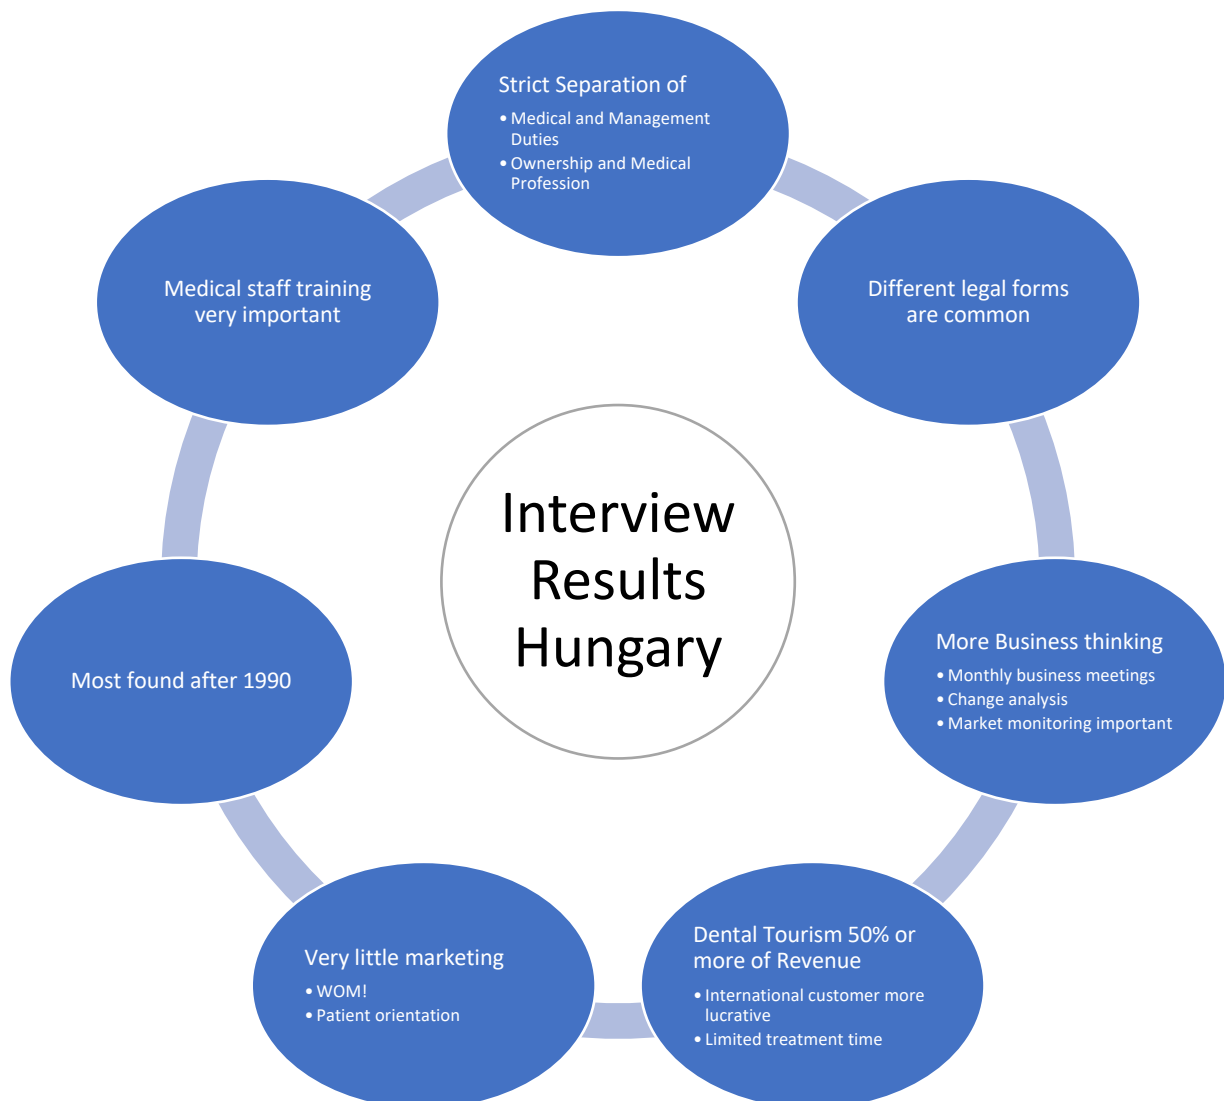 Strict Separation of
• Medical and Management
Duties
• Ownership and Medical
Profession
Different legal forms
are common
More Business thinking
• Monthly business meetings
• Change analysis
• Market monitoring important
Dental Tourism 50% or
more of Revenue
• International customer more
lucrative
• Limited treatment time
Very little marketing
• WOM!
• Patient orientation
Most found after 1990
Medical staff training
very important
Interview
Results
Hungary